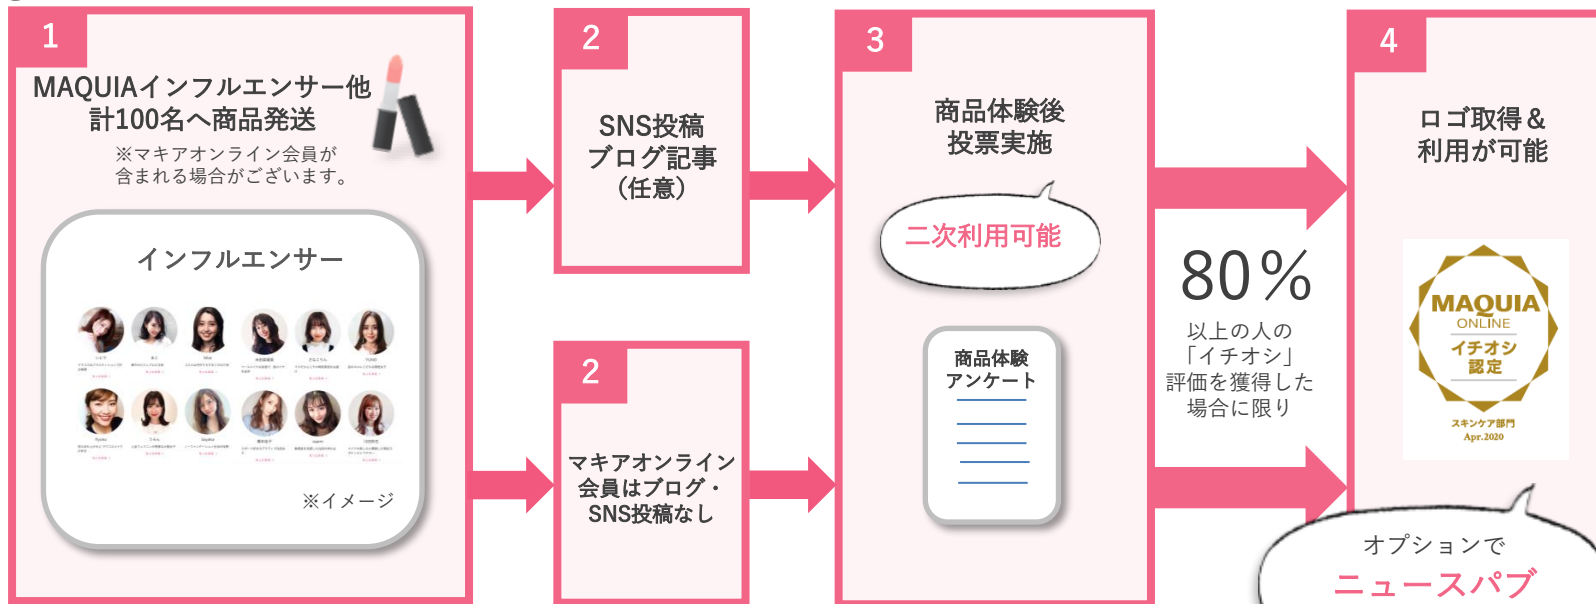 1
MAQUIAインフルエンサー他
計100名へ商品発送
※マキアオンライン会員が
含まれる場合がございます。
インフルエンサー
※イメージ
2
SNS投稿
ブログ記事
（任意）
2
マキアオンライン
会員はブログ・
SNS投稿なし
3
商品体験後
投票実施
二次利用可能
商品体験
アンケート
80％
以上の人の
「イチオシ」
評価を獲得した
場合に限り
4
ロゴ取得＆
利用が可能
MAQUIA
ONLINE
イチオシ
認定
スキンケア部門
Apr.2020
オプションで
ニュースパブ